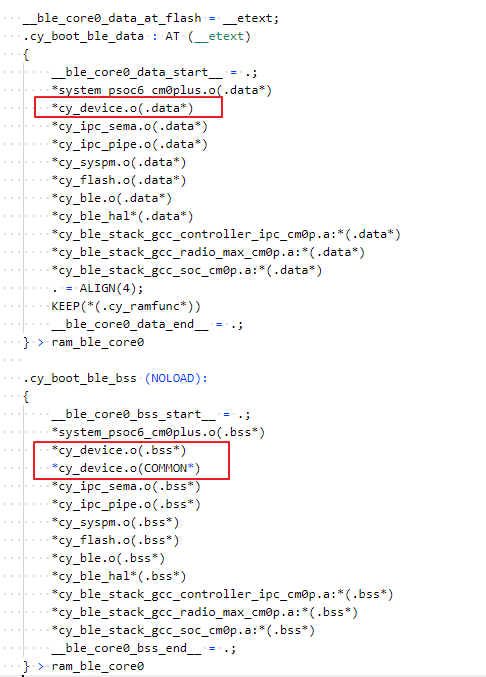 __ble_core0_data_at_flash = __etext;
.cy_boot_ble_data : AT (__etext)
{
__ble_core0_data_start__ = .;
*system_psoc6_cm0plus.o(.data*)
*cy_device.o(.data*)
*cy_ipc_sema.o(.data*)
*cy_ipc_pipe.o(.data*)
*cy_syspm.o(.data*)
*cy_flash.o(.data*)
*cy_ble.o(.data*)
*cy_ble_hal*(.data*)
*cy_ble_stack_gcc_controller_ipc_cm0p.a:*(.data*)
*cy_ble_stack_gcc_radio_max_cm0p.a:*(.data*)
*cy_ble_stack_gcc_soc_cm0p.a:*(.data*)
. = ALIGN(4);
KEEP(*(.cy_ramfunc*))
__ble_core0_data_end__ = .;
} > ram_ble_core0
.cy_boot_ble_bss (NOLOAD):
{
__ble_core0_bss_start__ = .;
*system_psoc6_cm0plus.o(.bss*)
*cy_device.o(.bss*)
*cy_device.o(COMMON*)
*cy_ipc_sema.o(.bss*)
*cy_ipc_pipe.o(.bss*)
*cy_syspm.o(.bss*)
*cy_flash.o(.bss*)
*cy_ble.o(.bss*)
*cy_ble_hal*(.bss*)
*cy_ble_stack_gcc_controller_ipc_cm0p.a:*(.bss*)
*cy_ble_stack_gcc_radio_max_cm0p.a:*(.bss*)
*cy_ble_stack_gcc_soc_cm0p.a:*(.bss*)
__ble_core0_bss_end__ = .;
} > ram_ble_core0